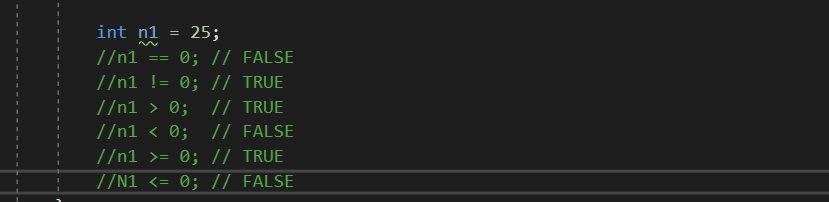 int n1 = 25;
//n1 == 0; // FALSE
//n1 != 0; // TRUE
//n1 > 0;  // TRUE
//n1 < 0;  // FALSE
//n1 >= 0; // TRUE
//N1 <= 0; // FALSE